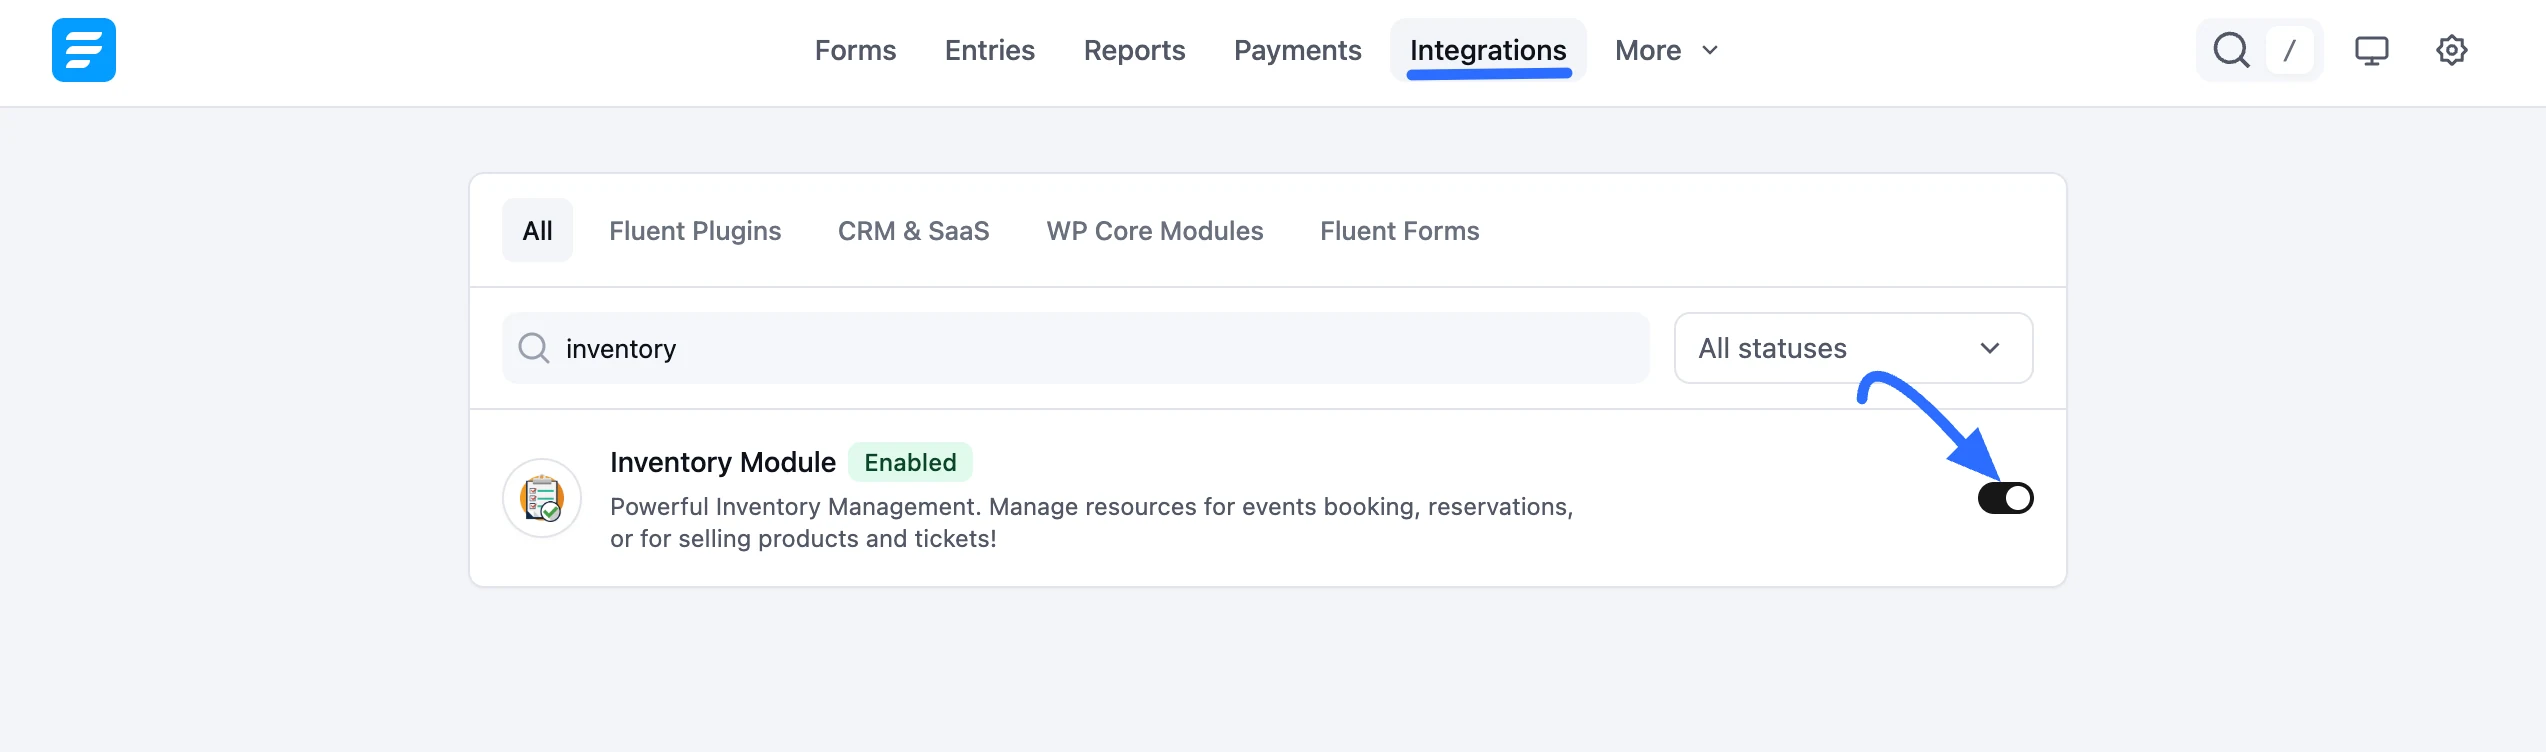 Forms Entries Reports Payments Integrations More /
All Fluent Plugins CRM & SaaS WP Core Modules Fluent Forms
inventory All statuses
Inventory Module Enabled
Powerful Inventory Management. Manage resources for events booking, reservations,
or for selling products and tickets!